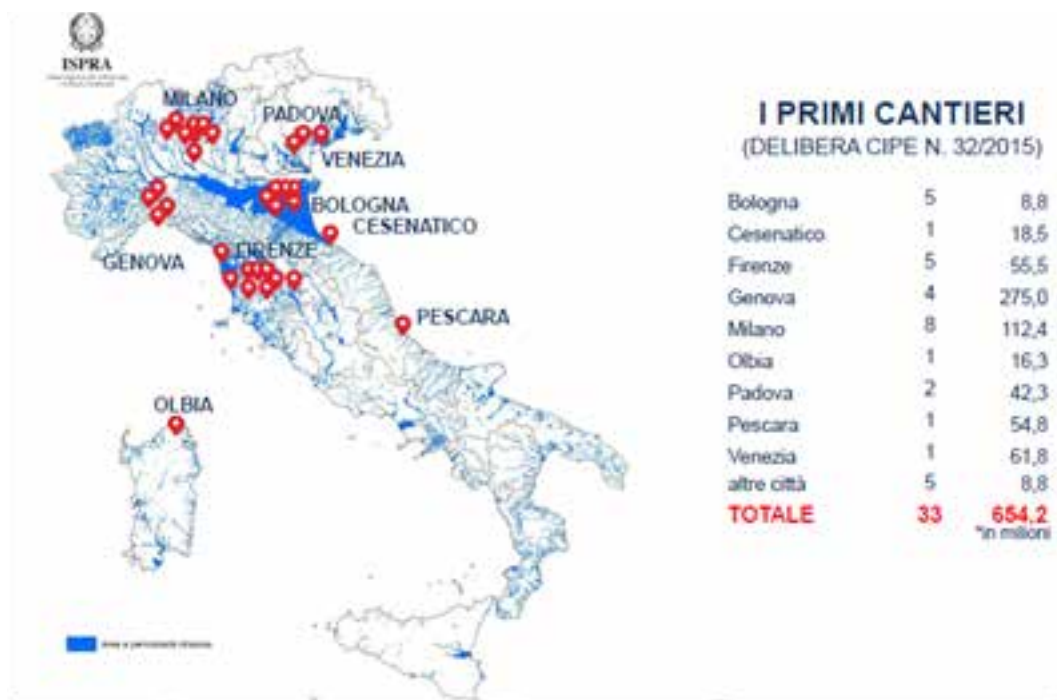 ISPRA
MILANO
PADOVA
VENEZIA
BOLOGNA
CESENATICO
GENOVA
FIRENZE
PESCARA
OLBIA
I PRIMI CANTIERI
(DELIBERA CIPE N. 32/2015)
Bologna 5 8,8
Cesenatico 1 18,5
Firenze 5 55,5
Genova 4 275,0
Milano 8 112,4
Olbia 1 16,3
Padova 2 42,3
Pescara 1 54,8
Venezia 1 61,8
altre città 5 8,8
TOTALE 33 654,2
*in milioni